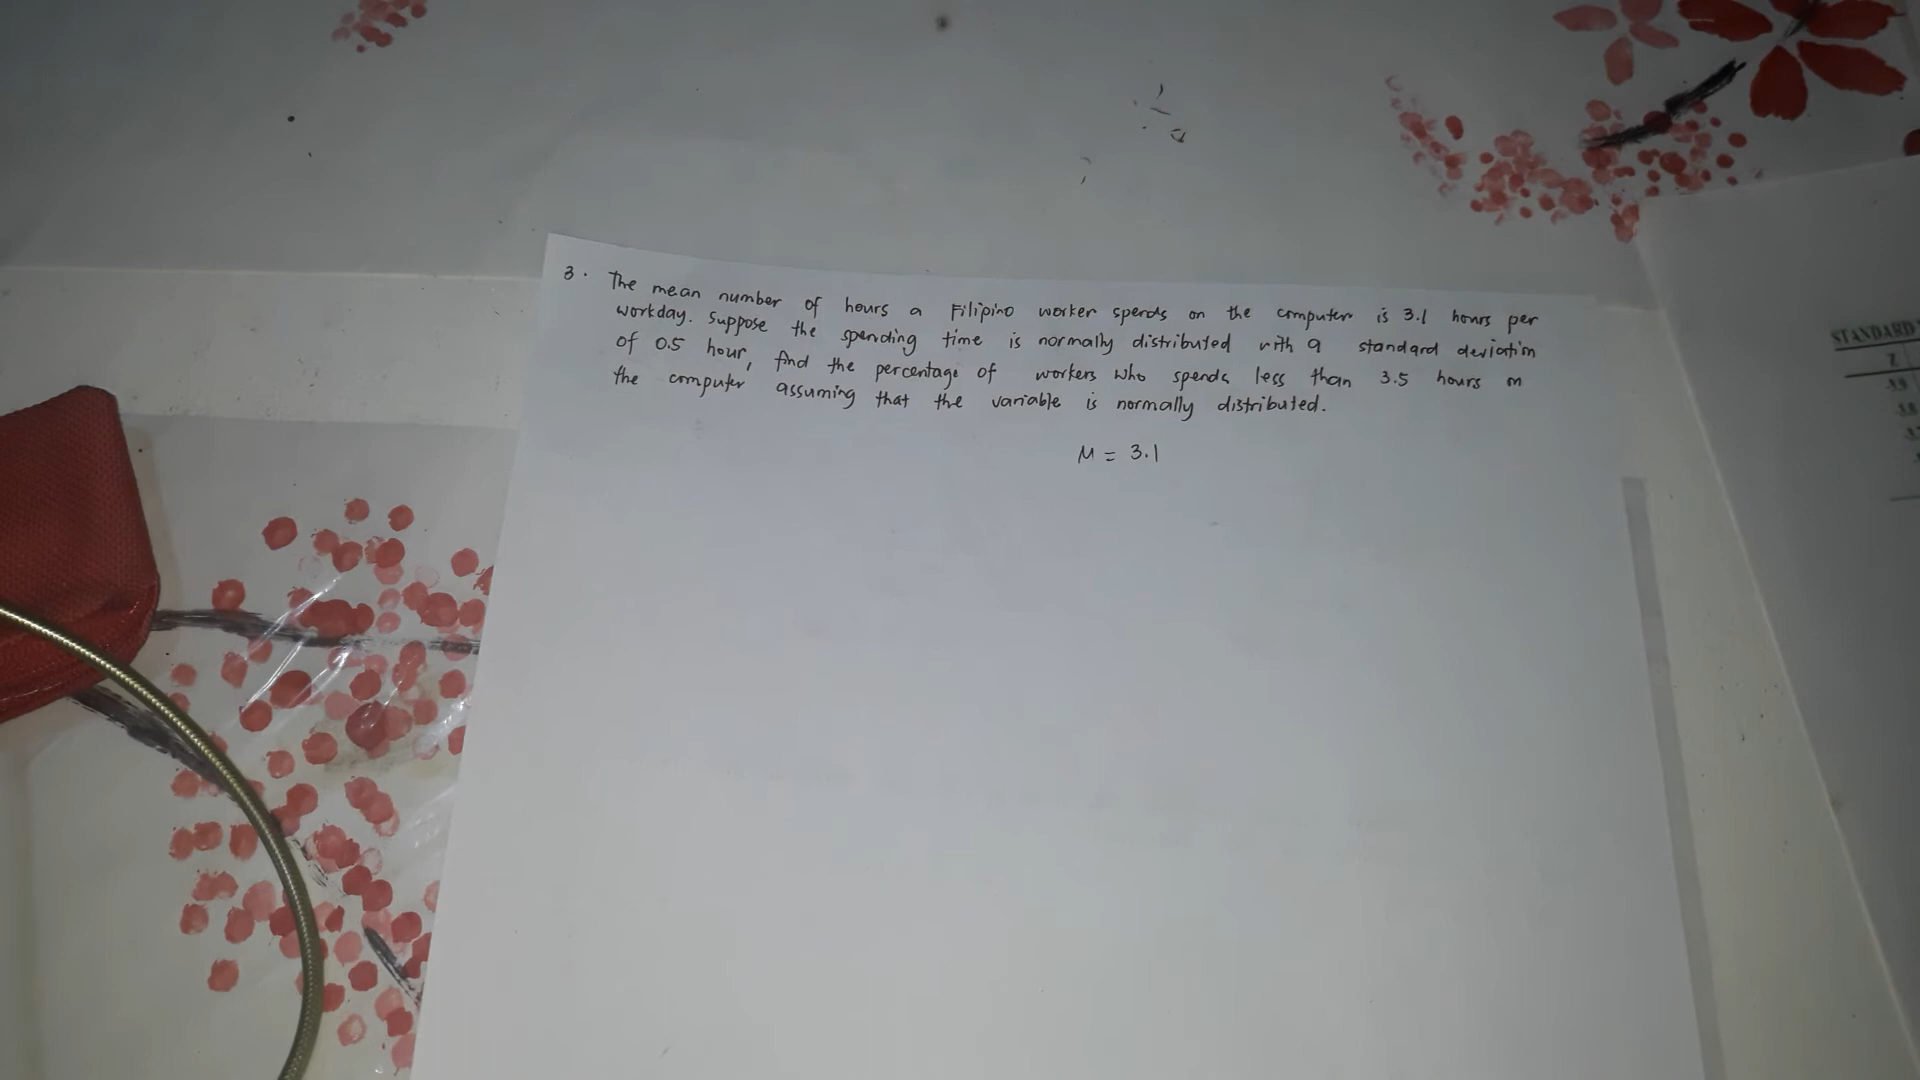 3. The mean number of hours a Filipino worker spends on the computer is 3.1 hours per
workday. Suppose the spending time is normally distributed with a standard deviation
of 0.5 hour, find the percentage of workers who spends less than 3.5 hours on
the computer assuming that the variable is normally distributed.
μ = 3.1
STANDARD
Z